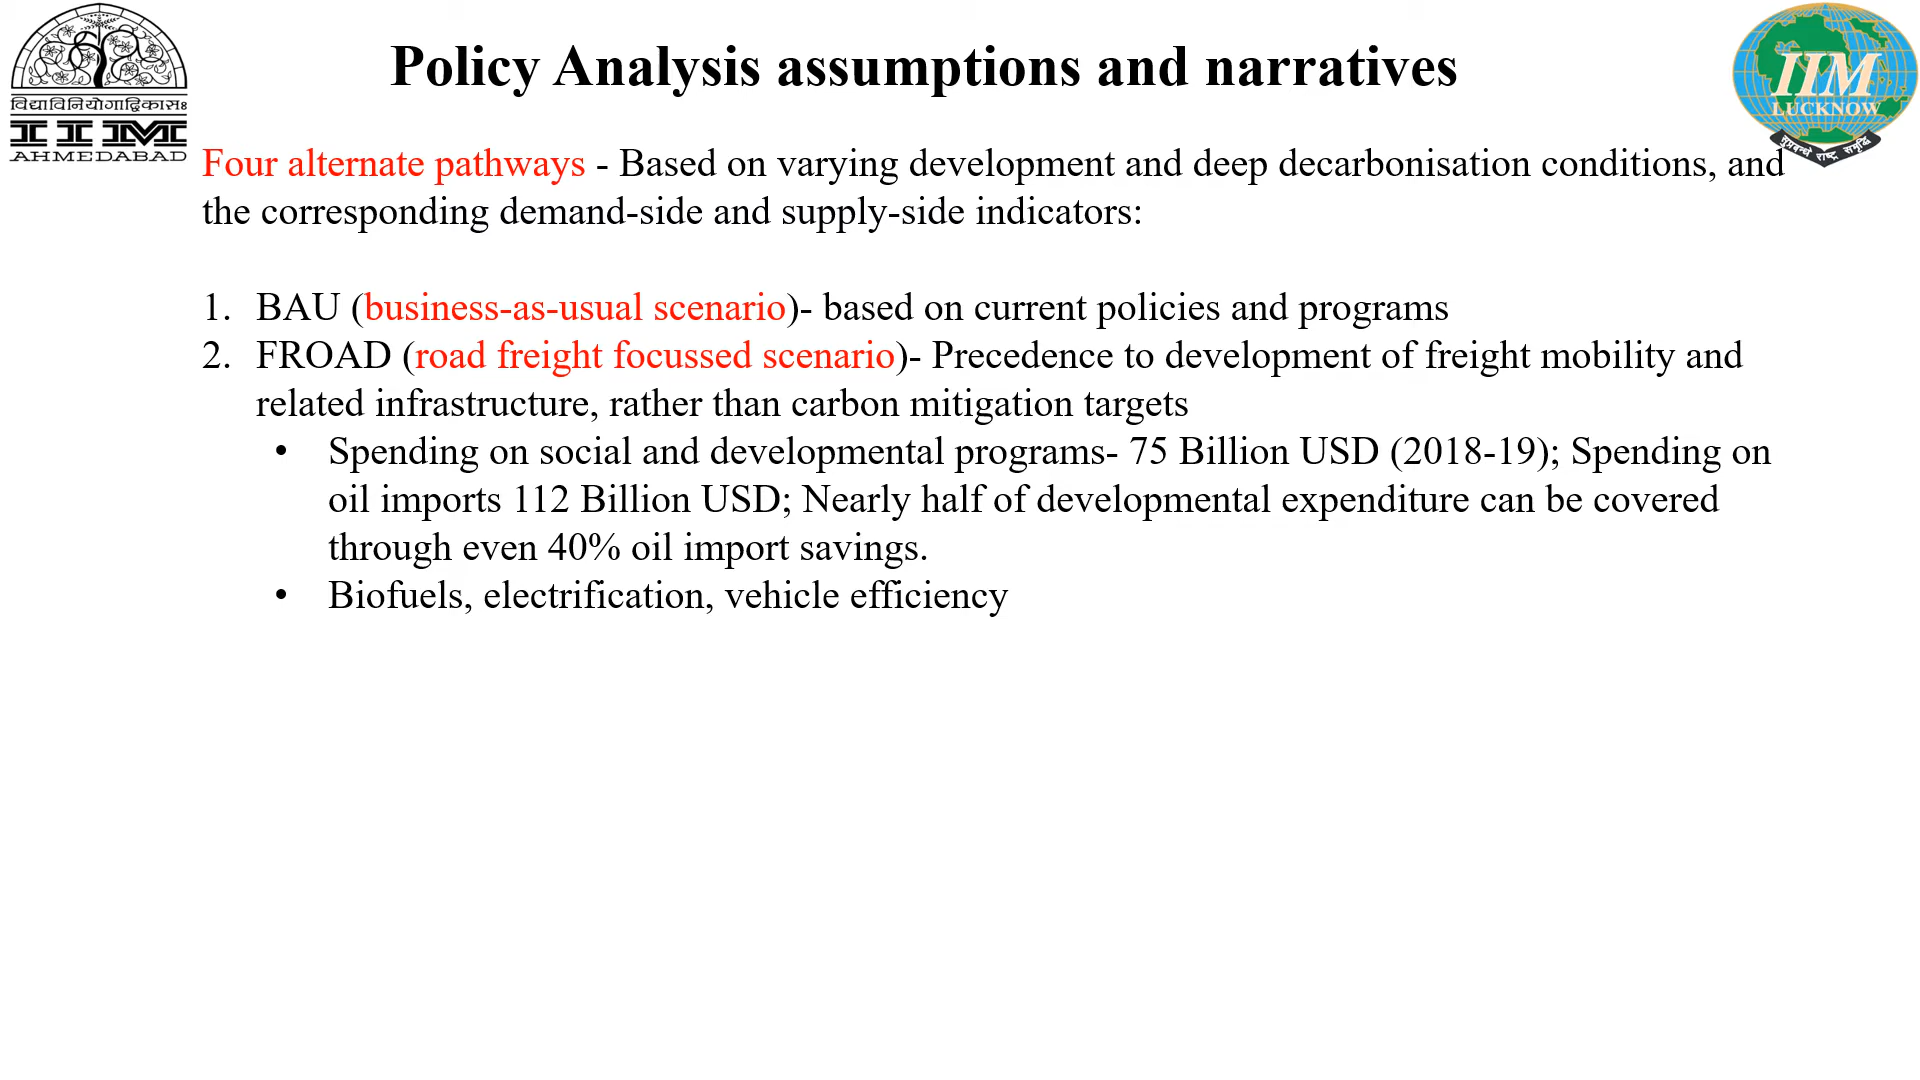 Policy Analysis assumptions and narratives
विद्याविनियोगाद्विकासः
IIM
AHMEDABAD
IIM
LUCKNOW
सुप्रबन्धे राष्ट्र समृद्धि
Four alternate pathways - Based on varying development and deep decarbonisation conditions, and
the corresponding demand-side and supply-side indicators:
1. BAU (business-as-usual scenario)- based on current policies and programs
2. FROAD (road freight focussed scenario)- Precedence to development of freight mobility and
related infrastructure, rather than carbon mitigation targets
• Spending on social and developmental programs- 75 Billion USD (2018-19); Spending on
oil imports 112 Billion USD; Nearly half of developmental expenditure can be covered
through even 40% oil import savings.
• Biofuels, electrification, vehicle efficiency